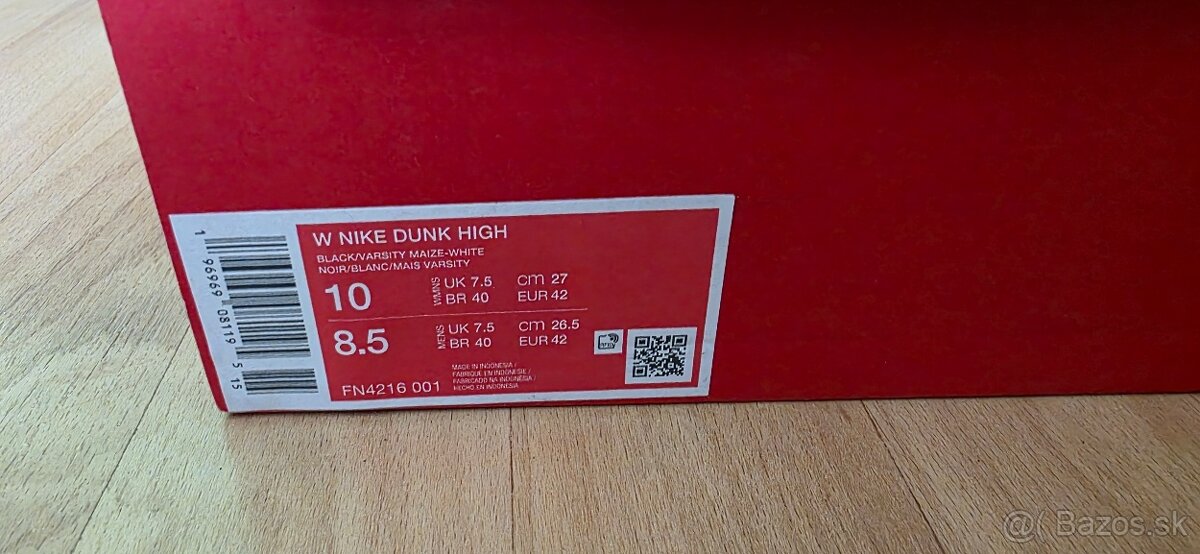 W NIKE DUNK HIGH
BLACK/VARSITY MAIZE-WHITE
NOIR/BLANC/MAIS VARSITY
10 WMNS UK 7.5 cm 27
BR 40 EUR 42
8.5 MENS UK 7.5 cm 26.5
BR 40 EUR 42
FN4216 001
MADE IN INDONESIA /
FABRIQUE EN INDONESIE /
FABRICADO NA INDONÉSIA /
HECHO EN INDONESIA
1 96969 08119 5 15
@( Bazos.sk